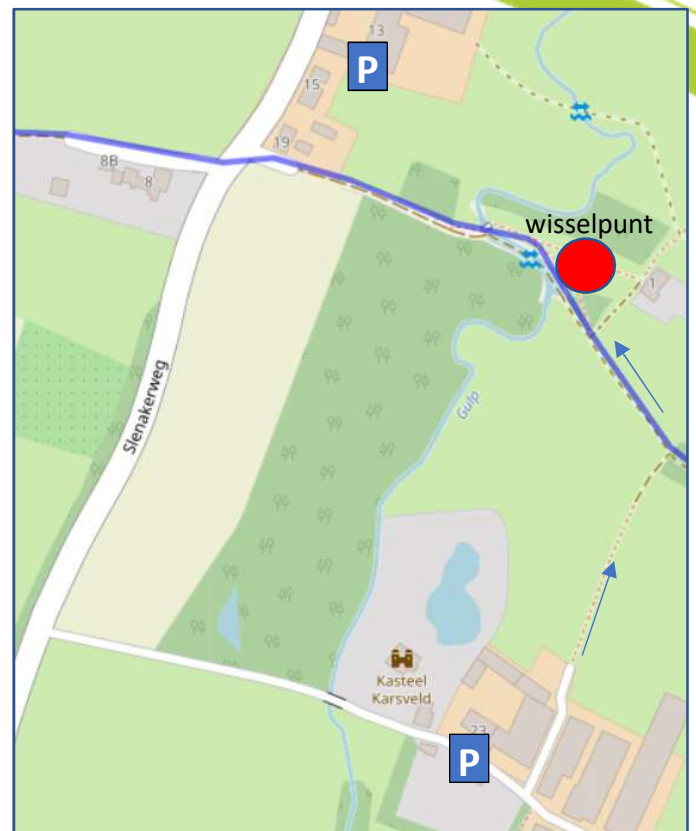 13
P
15
19
8B
8
wisselpunt
1
Slenakerweg
Gulp
Kasteel
Karsveld
23
P